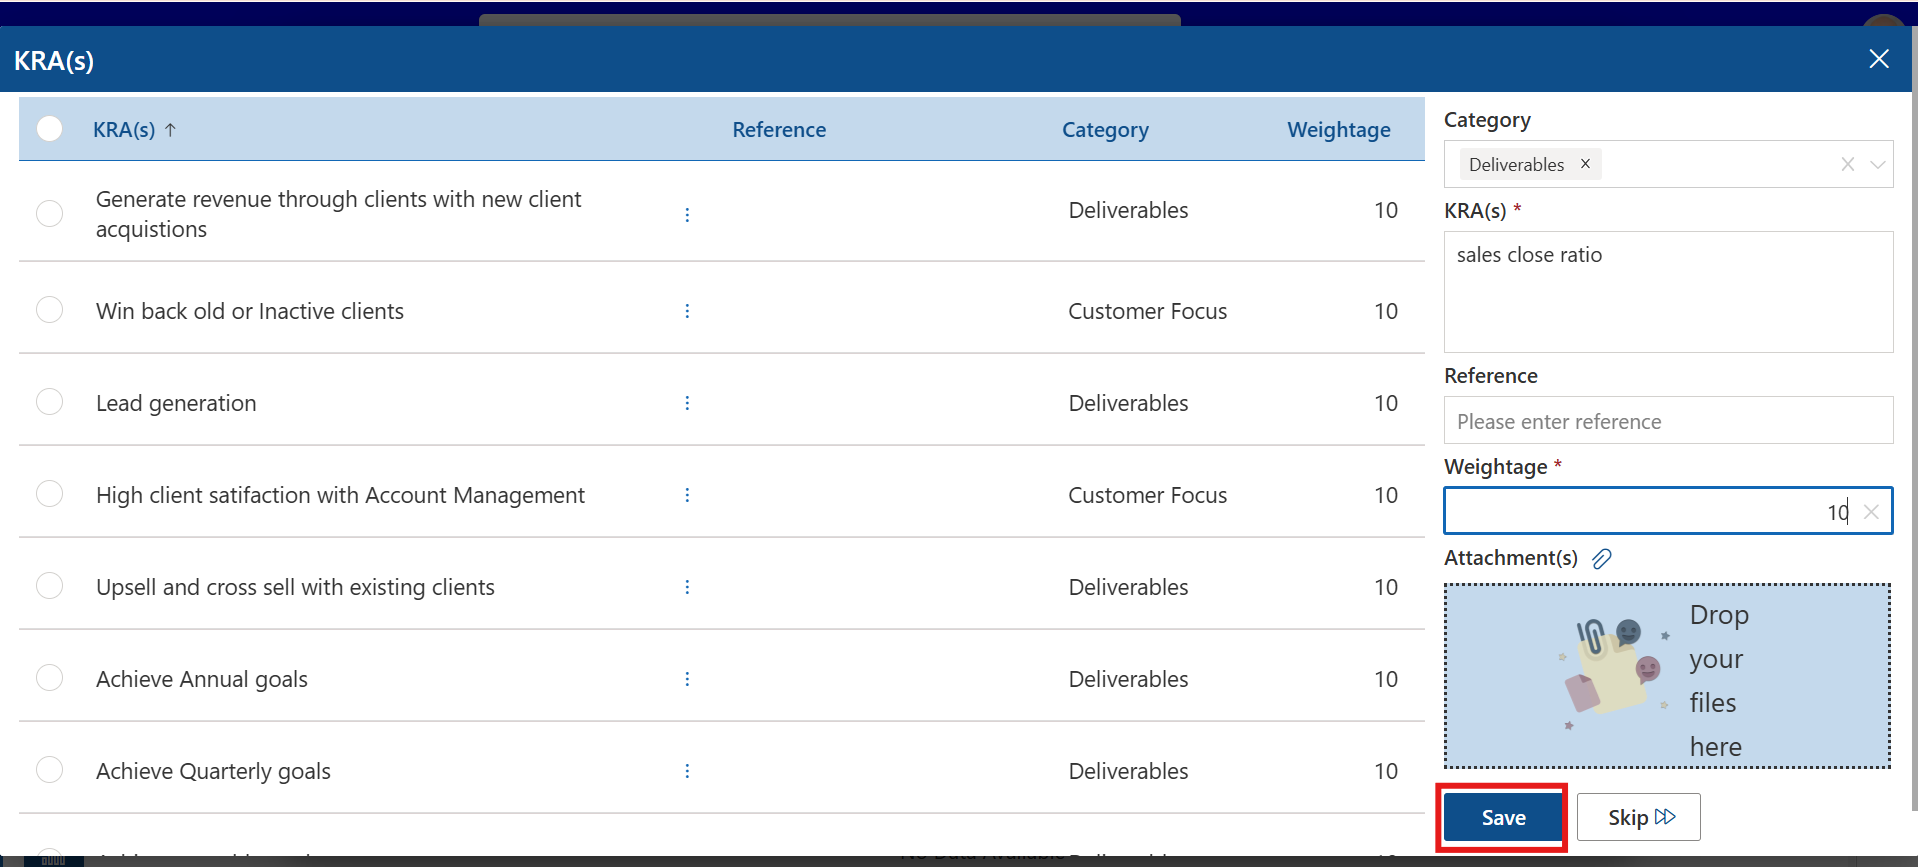 KRA(s)
KRA(s) ↑ Reference Category Weightage
Generate revenue through clients with new client
acquistions
Deliverables 10
Win back old or Inactive clients Customer Focus 10
Lead generation Deliverables 10
High client satifaction with Account Management Customer Focus 10
Upsell and cross sell with existing clients Deliverables 10
Achieve Annual goals Deliverables 10
Achieve Quarterly goals Deliverables 10
Category
Deliverables ×
KRA(s) *
sales close ratio
Reference
Please enter reference
Weightage *
10
Attachment(s)
Drop
your
files
here
Save Skip